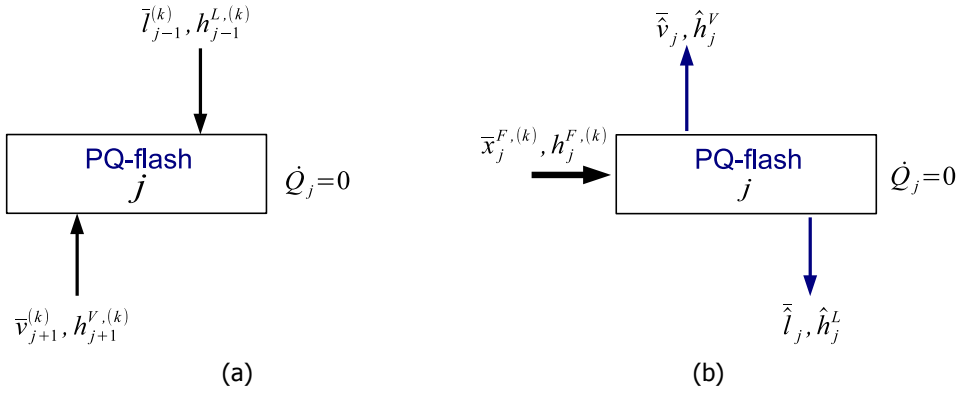 l̄_{j−1}^{(k)}, h_{j−1}^{L,(k)}
PQ-flash
j
Q̇_j=0
v̄_{j+1}^{(k)}, h_{j+1}^{V,(k)}
(a)
v̂̄_j, ĥ_j^V
x̄_j^{F,(k)}, h_j^{F,(k)}
PQ-flash
j
Q̇_j=0
l̂̄_j, ĥ_j^L
(b)